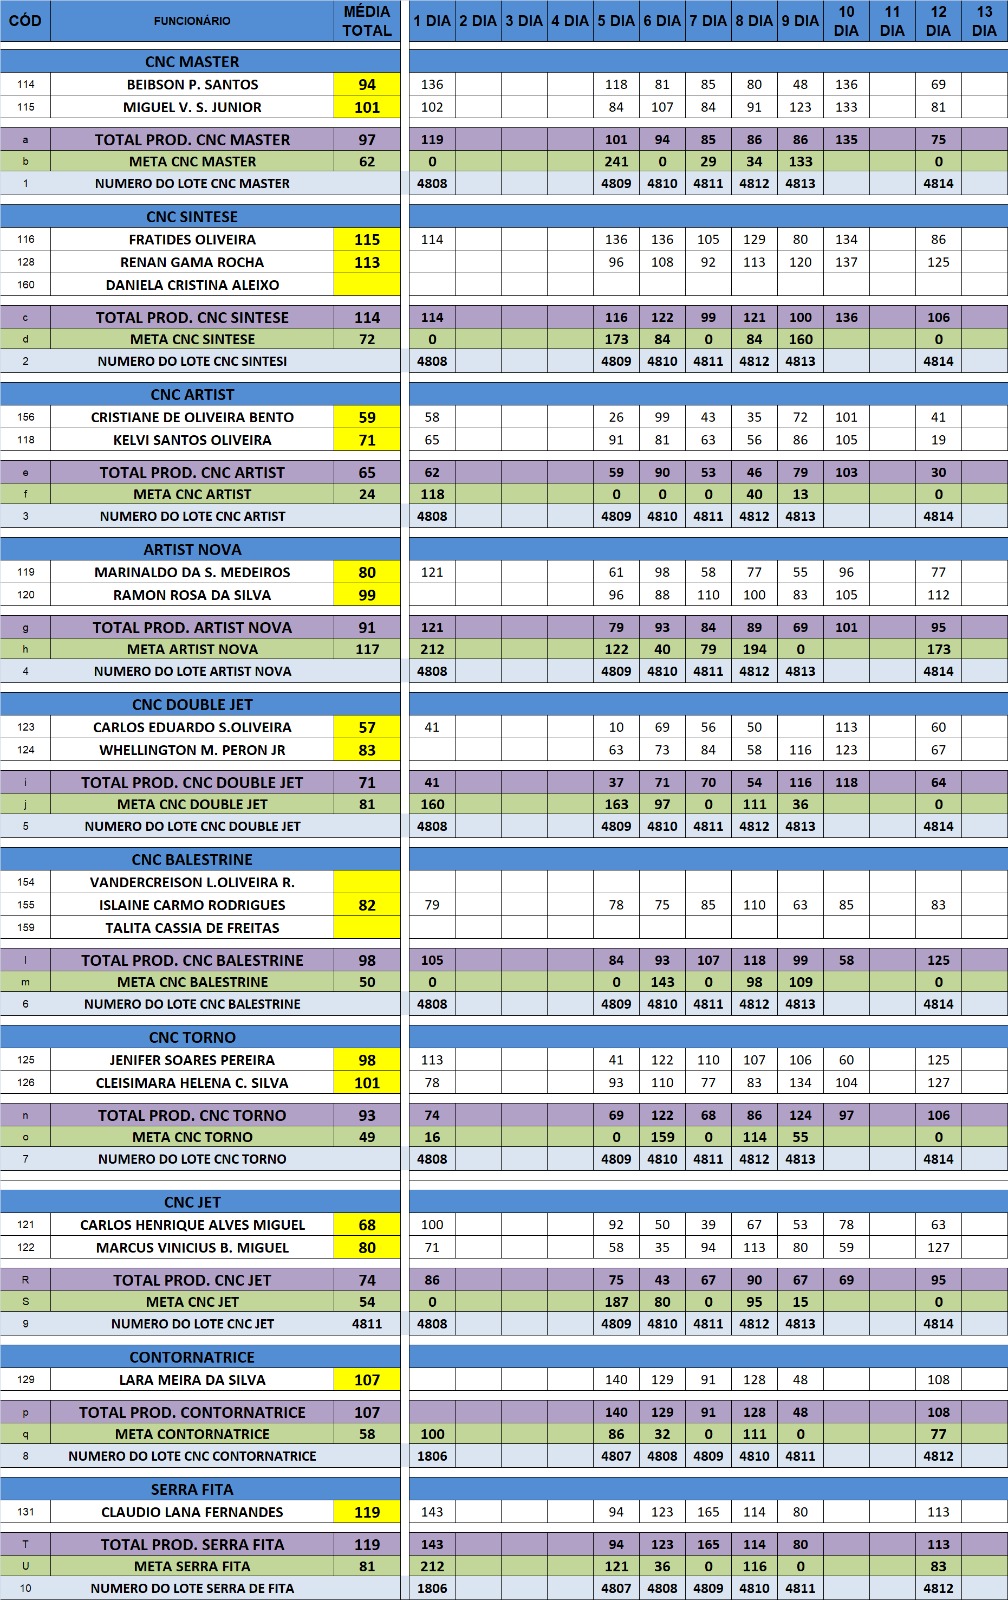 CÓD FUNCIONÁRIO MÉDIA TOTAL 1 DIA 2 DIA 3 DIA 4 DIA 5 DIA 6 DIA 7 DIA 8 DIA 9 DIA 10 DIA 11 DIA 12 DIA 13 DIA
CNC MASTER
114 BEIBSON P. SANTOS 94 136 118 81 85 80 48 136 69
115 MIGUEL V. S. JUNIOR 101 102 84 107 84 91 123 133 81
a TOTAL PROD. CNC MASTER 97 119 101 94 85 86 86 135 75
b META CNC MASTER 62 0 241 0 29 34 133 0
1 NUMERO DO LOTE CNC MASTER 4808 4809 4810 4811 4812 4813 4814
CNC SINTESE
116 FRATIDES OLIVEIRA 115 114 136 136 105 129 80 134 86
128 RENAN GAMA ROCHA 113 96 108 92 113 120 137 125
160 DANIELA CRISTINA ALEIXO
c TOTAL PROD. CNC SINTESE 114 114 116 122 99 121 100 136 106
d META CNC SINTESE 72 0 173 84 0 84 160 0
2 NUMERO DO LOTE CNC SINTESI 4808 4809 4810 4811 4812 4813 4814
CNC ARTIST
156 CRISTIANE DE OLIVEIRA BENTO 59 58 26 99 43 35 72 101 41
118 KELVI SANTOS OLIVEIRA 71 65 91 81 63 56 86 105 19
e TOTAL PROD. CNC ARTIST 65 62 59 90 53 46 79 103 30
f META CNC ARTIST 24 118 0 0 0 40 13 0
3 NUMERO DO LOTE CNC ARTIST 4808 4809 4810 4811 4812 4813 4814
ARTIST NOVA
119 MARINALDO DA S. MEDEIROS 80 121 61 98 58 77 55 96 77
120 RAMON ROSA DA SILVA 99 96 88 110 100 83 105 112
g TOTAL PROD. ARTIST NOVA 91 121 79 93 84 89 69 101 95
h META ARTIST NOVA 117 212 122 40 79 194 0 173
4 NUMERO DO LOTE ARTIST NOVA 4808 4809 4810 4811 4812 4813 4814
CNC DOUBLE JET
123 CARLOS EDUARDO S.OLIVEIRA 57 41 10 69 56 50 113 60
124 WHELLINGTON M. PERON JR 83 63 73 84 58 116 123 67
i TOTAL PROD. CNC DOUBLE JET 71 41 37 71 70 54 116 118 64
j META CNC DOUBLE JET 81 160 163 97 0 111 36 0
5 NUMERO DO LOTE CNC DOUBLE JET 4808 4809 4810 4811 4812 4813 4814
CNC BALESTRINE
154 VANDERCREISON L.OLIVEIRA R.
155 ISLAINE CARMO RODRIGUES 82 79 78 75 85 110 63 85 83
159 TALITA CASSIA DE FREITAS
l TOTAL PROD. CNC BALESTRINE 98 105 84 93 107 118 99 58 125
m META CNC BALESTRINE 50 0 0 143 0 98 109 0
6 NUMERO DO LOTE CNC BALESTRINE 4808 4809 4810 4811 4812 4813 4814
CNC TORNO
125 JENIFER SOARES PEREIRA 98 113 41 122 110 107 106 60 125
126 CLEISIMARA HELENA C. SILVA 101 78 93 110 77 83 134 104 127
n TOTAL PROD. CNC TORNO 93 74 69 122 68 86 124 97 106
o META CNC TORNO 49 16 0 159 0 114 55 0
7 NUMERO DO LOTE CNC TORNO 4808 4809 4810 4811 4812 4813 4814
CNC JET
121 CARLOS HENRIQUE ALVES MIGUEL 68 100 92 50 39 67 53 78 63
122 MARCUS VINICIUS B. MIGUEL 80 71 58 35 94 113 80 59 127
R TOTAL PROD. CNC JET 74 86 75 43 67 90 67 69 95
S META CNC JET 54 0 187 80 0 95 15 0
9 NUMERO DO LOTE CNC JET 4811 4808 4809 4810 4811 4812 4813 4814
CONTORNATRICE
129 LARA MEIRA DA SILVA 107 140 129 91 128 48 108
p TOTAL PROD. CONTORNATRICE 107 140 129 91 128 48 108
q META CONTORNATRICE 58 100 86 32 0 111 0 77
8 NUMERO DO LOTE CNC CONTORNATRICE 1806 4807 4808 4809 4810 4811 4812
SERRA FITA
131 CLAUDIO LANA FERNANDES 119 143 94 123 165 114 80 113
T TOTAL PROD. SERRA FITA 119 143 94 123 165 114 80 113
U META SERRA FITA 81 212 121 36 0 116 0 83
10 NUMERO DO LOTE SERRA DE FITA 1806 4807 4808 4809 4810 4811 4812